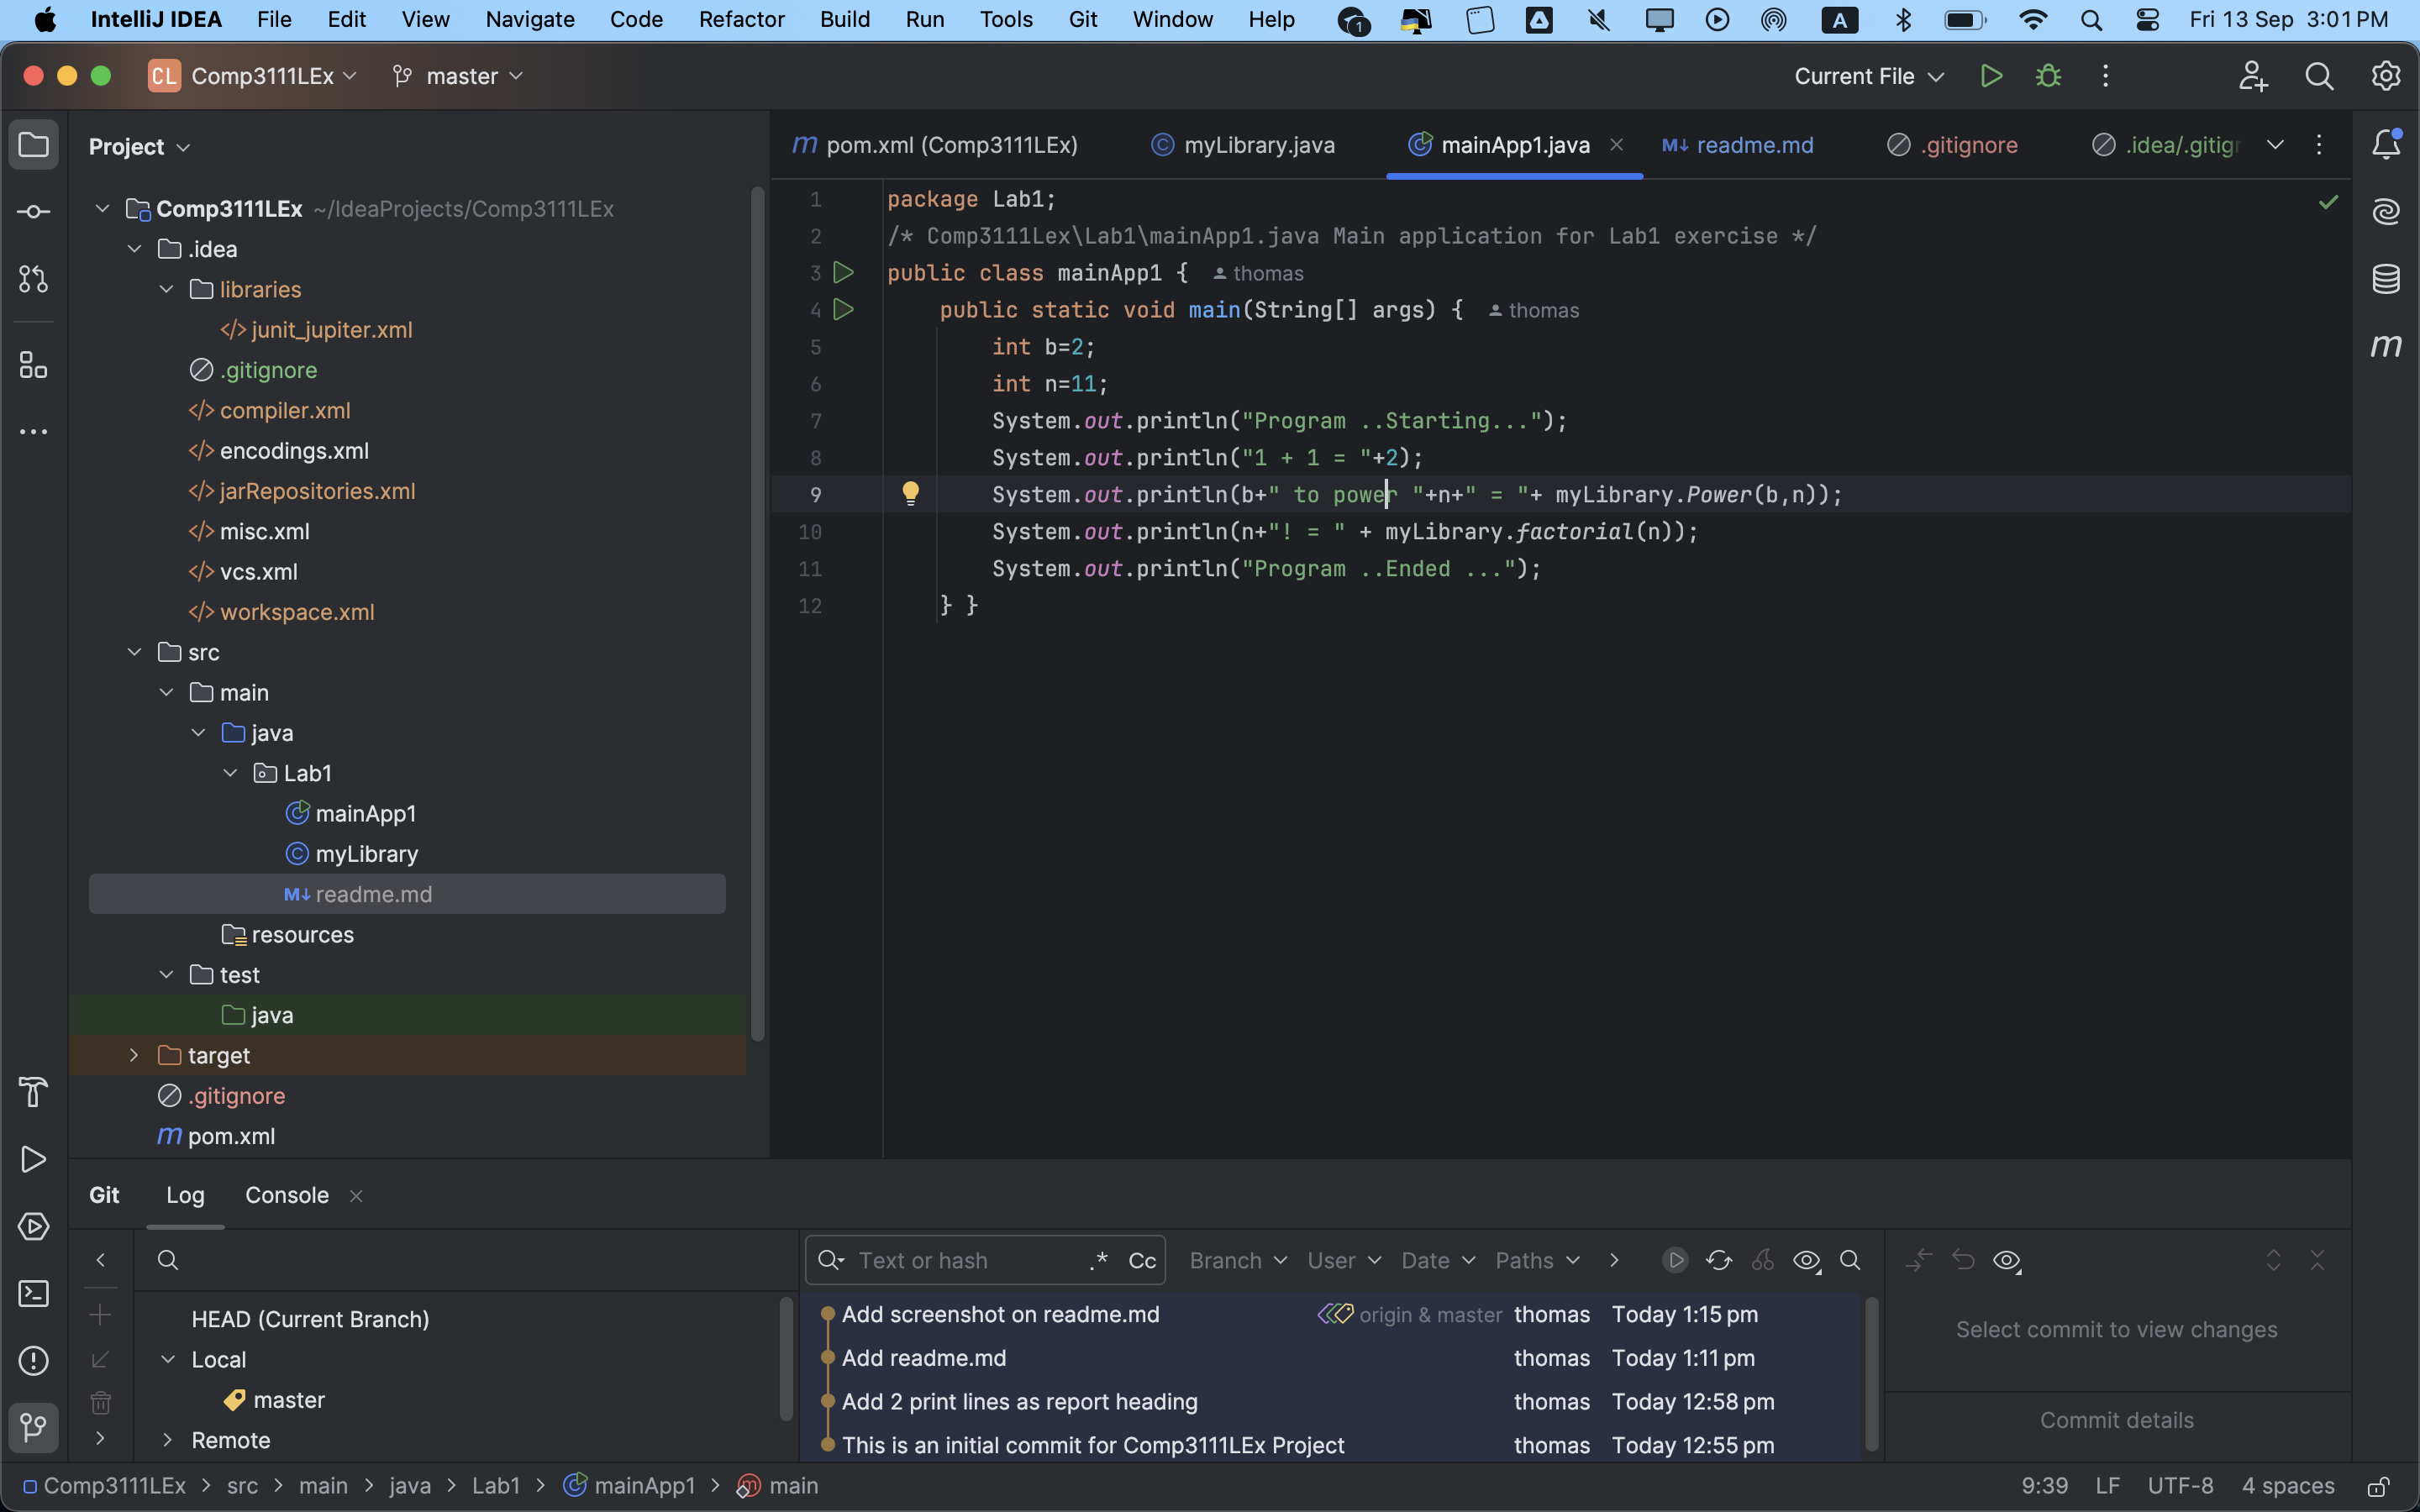 IntelliJ IDEA File Edit View Navigate Code Refactor Build Run Tools Git Window Help 1 A Fri 13 Sep 3:01 PM
CL Comp3111LEx master Current File
Project
pom.xml (Comp3111LEx) myLibrary.java mainApp1.java readme.md .gitignore .idea/.gitig
Comp3111LEx ~/IdeaProjects/Comp3111LEx
.idea
libraries
junit_jupiter.xml
.gitignore
compiler.xml
encodings.xml
jarRepositories.xml
misc.xml
vcs.xml
workspace.xml
src
main
java
Lab1
mainApp1
myLibrary
readme.md
resources
test
java
target
.gitignore
pom.xml
1 package Lab1;
2 /* Comp3111Lex\Lab1\mainApp1.java Main application for Lab1 exercise */
3 public class mainApp1 { thomas
4 public static void main(String[] args) { thomas
5 int b=2;
6 int n=11;
7 System.out.println("Program ..Starting...");
8 System.out.println("1 + 1 = "+2);
9 System.out.println(b+" to power "+n+" = "+ myLibrary.Power(b,n));
10 System.out.println(n+"! = " + myLibrary.factorial(n));
11 System.out.println("Program ..Ended ...");
12 } }
Git Log Console
Text or hash .* Cc Branch User Date Paths
HEAD (Current Branch)
Local
master
Remote
Add screenshot on readme.md origin & master thomas Today 1:15 pm
Add readme.md thomas Today 1:11 pm
Add 2 print lines as report heading thomas Today 12:58 pm
This is an initial commit for Comp3111LEx Project thomas Today 12:55 pm
Select commit to view changes
Commit details
Comp3111LEx > src > main > java > Lab1 > mainApp1 > main 9:39 LF UTF-8 4 spaces